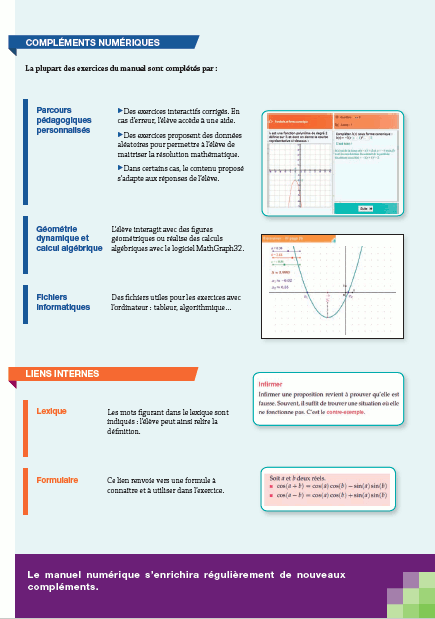 COMPLÉMENTS NUMÉRIQUES
La plupart des exercices du manuel sont complétés par :
Parcours
pédagogiques
personnalisés
▶Des exercices interactifs corrigés. En
cas d'erreur, l'élève accède à une aide.
▶Des exercices proposent des données
aléatoires pour permettre à l'élève de
maîtriser la résolution mathématique.
▶Dans certains cas, le contenu proposé
s'adapte aux réponses de l'élève.
Géométrie
dynamique et
calcul algébrique
L'élève interagit avec des figures
géométriques ou réalise des calculs
algébriques avec le logiciel MathGraph32.
Fichiers
informatiques
Des fichiers utiles pour les exercices avec
l'ordinateur : tableur, algorithmique...
LIENS INTERNES
Lexique
Les mots figurant dans le lexique sont
indiqués : l'élève peut ainsi relire la
définition.
Infirmer
Infirmer une proposition revient à prouver qu'elle est
fausse. Souvent, il suffit de trouver une situation où elle
ne fonctionne pas. C'est le contre-exemple.
Formulaire
Ce lien renvoie vers une formule à
connaître et à utiliser dans l'exercice.
Soit a et b deux réels.
■ cos(a + b) = cos(a) cos(b) − sin(a) sin(b)
■ cos(a − b) = cos(a) cos(b) + sin(a) sin(b)
Le manuel numérique s'enrichira régulièrement de nouveaux
compléments.